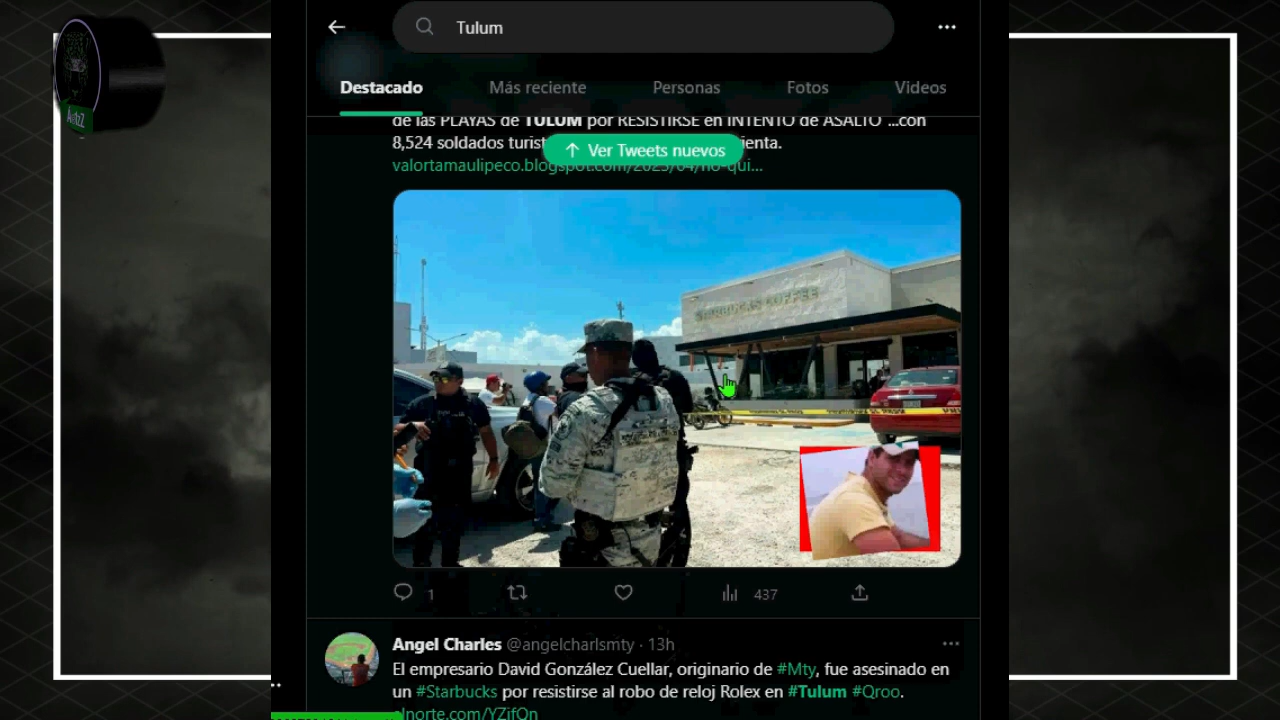 Tulum
Destacado
Más reciente
Personas
Fotos
Videos
de las PLAYAS de TULUM por RESISTIRSE en INTENTO de ASALTO ...con
8,524 soldados turist
ienta.
Ver Tweets nuevos
valortamaulipeco.blogspot.com/2023/04/no-qui...
STARBUCKS COFFEE
1
437
Angel Charles @angelcharlsmty · 13h
El empresario David González Cuellar, originario de #Mty, fue asesinado en
un #Starbucks por resistirse al robo de reloj Rolex en #Tulum #Qroo.
elnorte.com/YZifQn